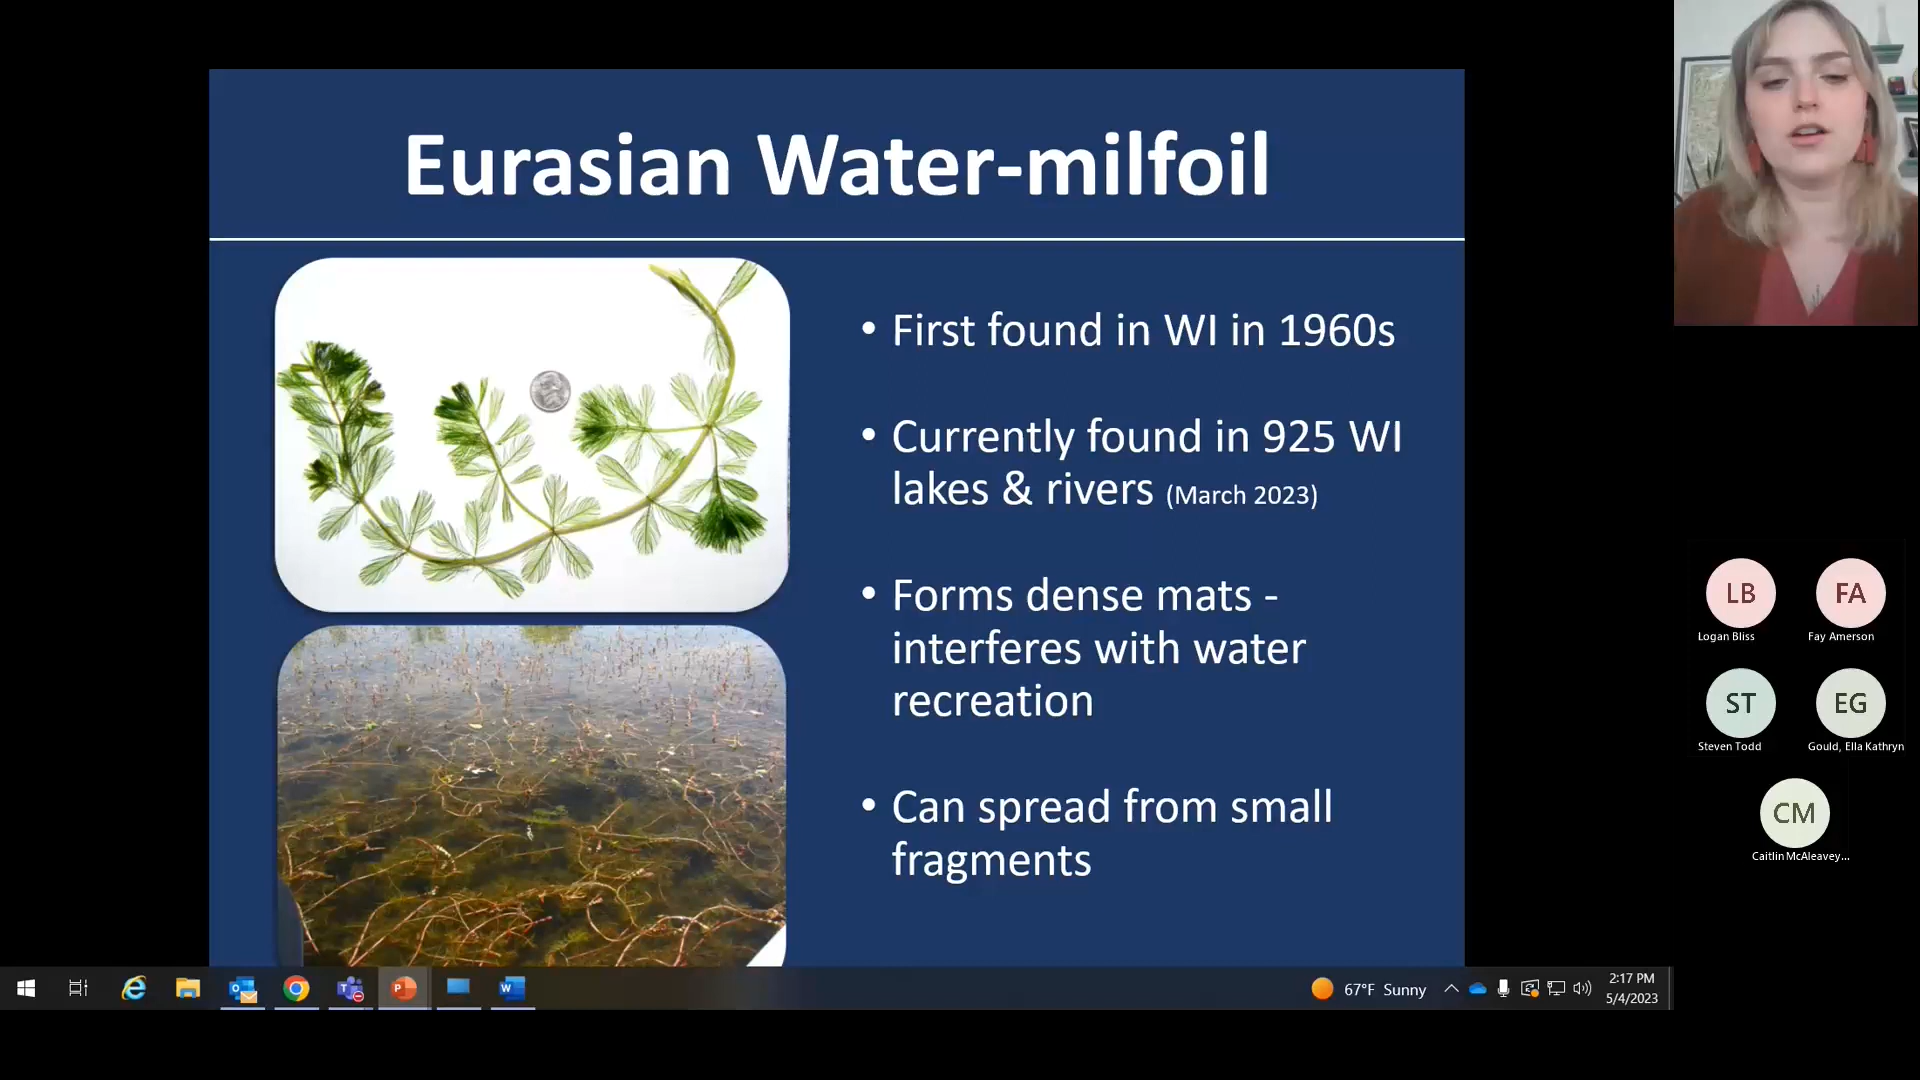 Eurasian Water-milfoil
• First found in WI in 1960s
• Currently found in 925 WI
lakes & rivers (March 2023)
• Forms dense mats -
interferes with water
recreation
• Can spread from small
fragments
LB
Logan Bliss
FA
Fay Amerson
ST
Steven Todd
EG
Gould, Ella Kathryn
CM
Caitlin McAleavey...
67°F Sunny
2:17 PM
5/4/2023